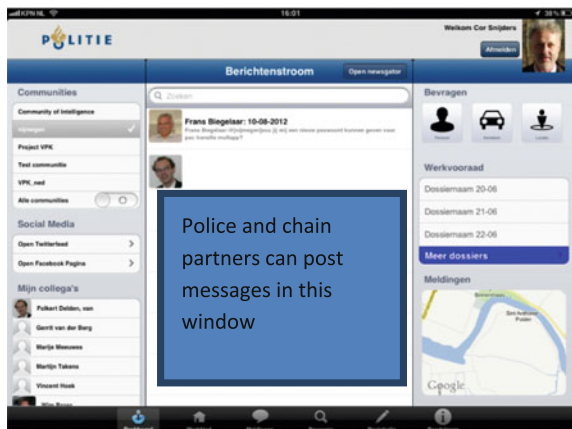 KPN NL
16:01
38%
POLITIE
Welkom Cor Snijders
Afmelden
Berichtenstroom
Open newsgator
Communities
Community of Intelligence
nijmegen
Project VPK
Test communitie
VPK_ned
Alle communities
Social Media
Open Twitterfeed
Open Facebook Pagina
Mijn collega's
Folkert Delden, van
Gerrit van der Berg
Marije Meeuwes
Martijn Takens
Vincent Hoek
Zoeken
Frans Biegelaar: 10-08-2012
Police and chain
partners can post
messages in this
window
Bevragen
Werkvooraad
Dossiernaam 20-06
Dossiernaam 21-06
Dossiernaam 22-06
Meer dossiers
Meldingen
Google